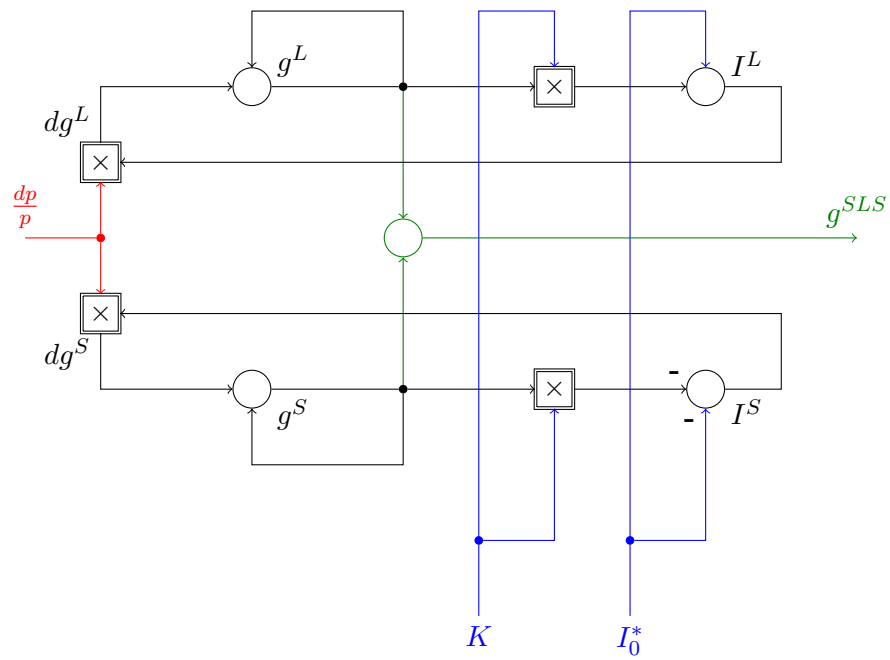 g^L
I^L
dg^L
×
×
dp/p
g^{SLS}
×
dg^S
×
-
-
g^S
I^S
K
I_0^*